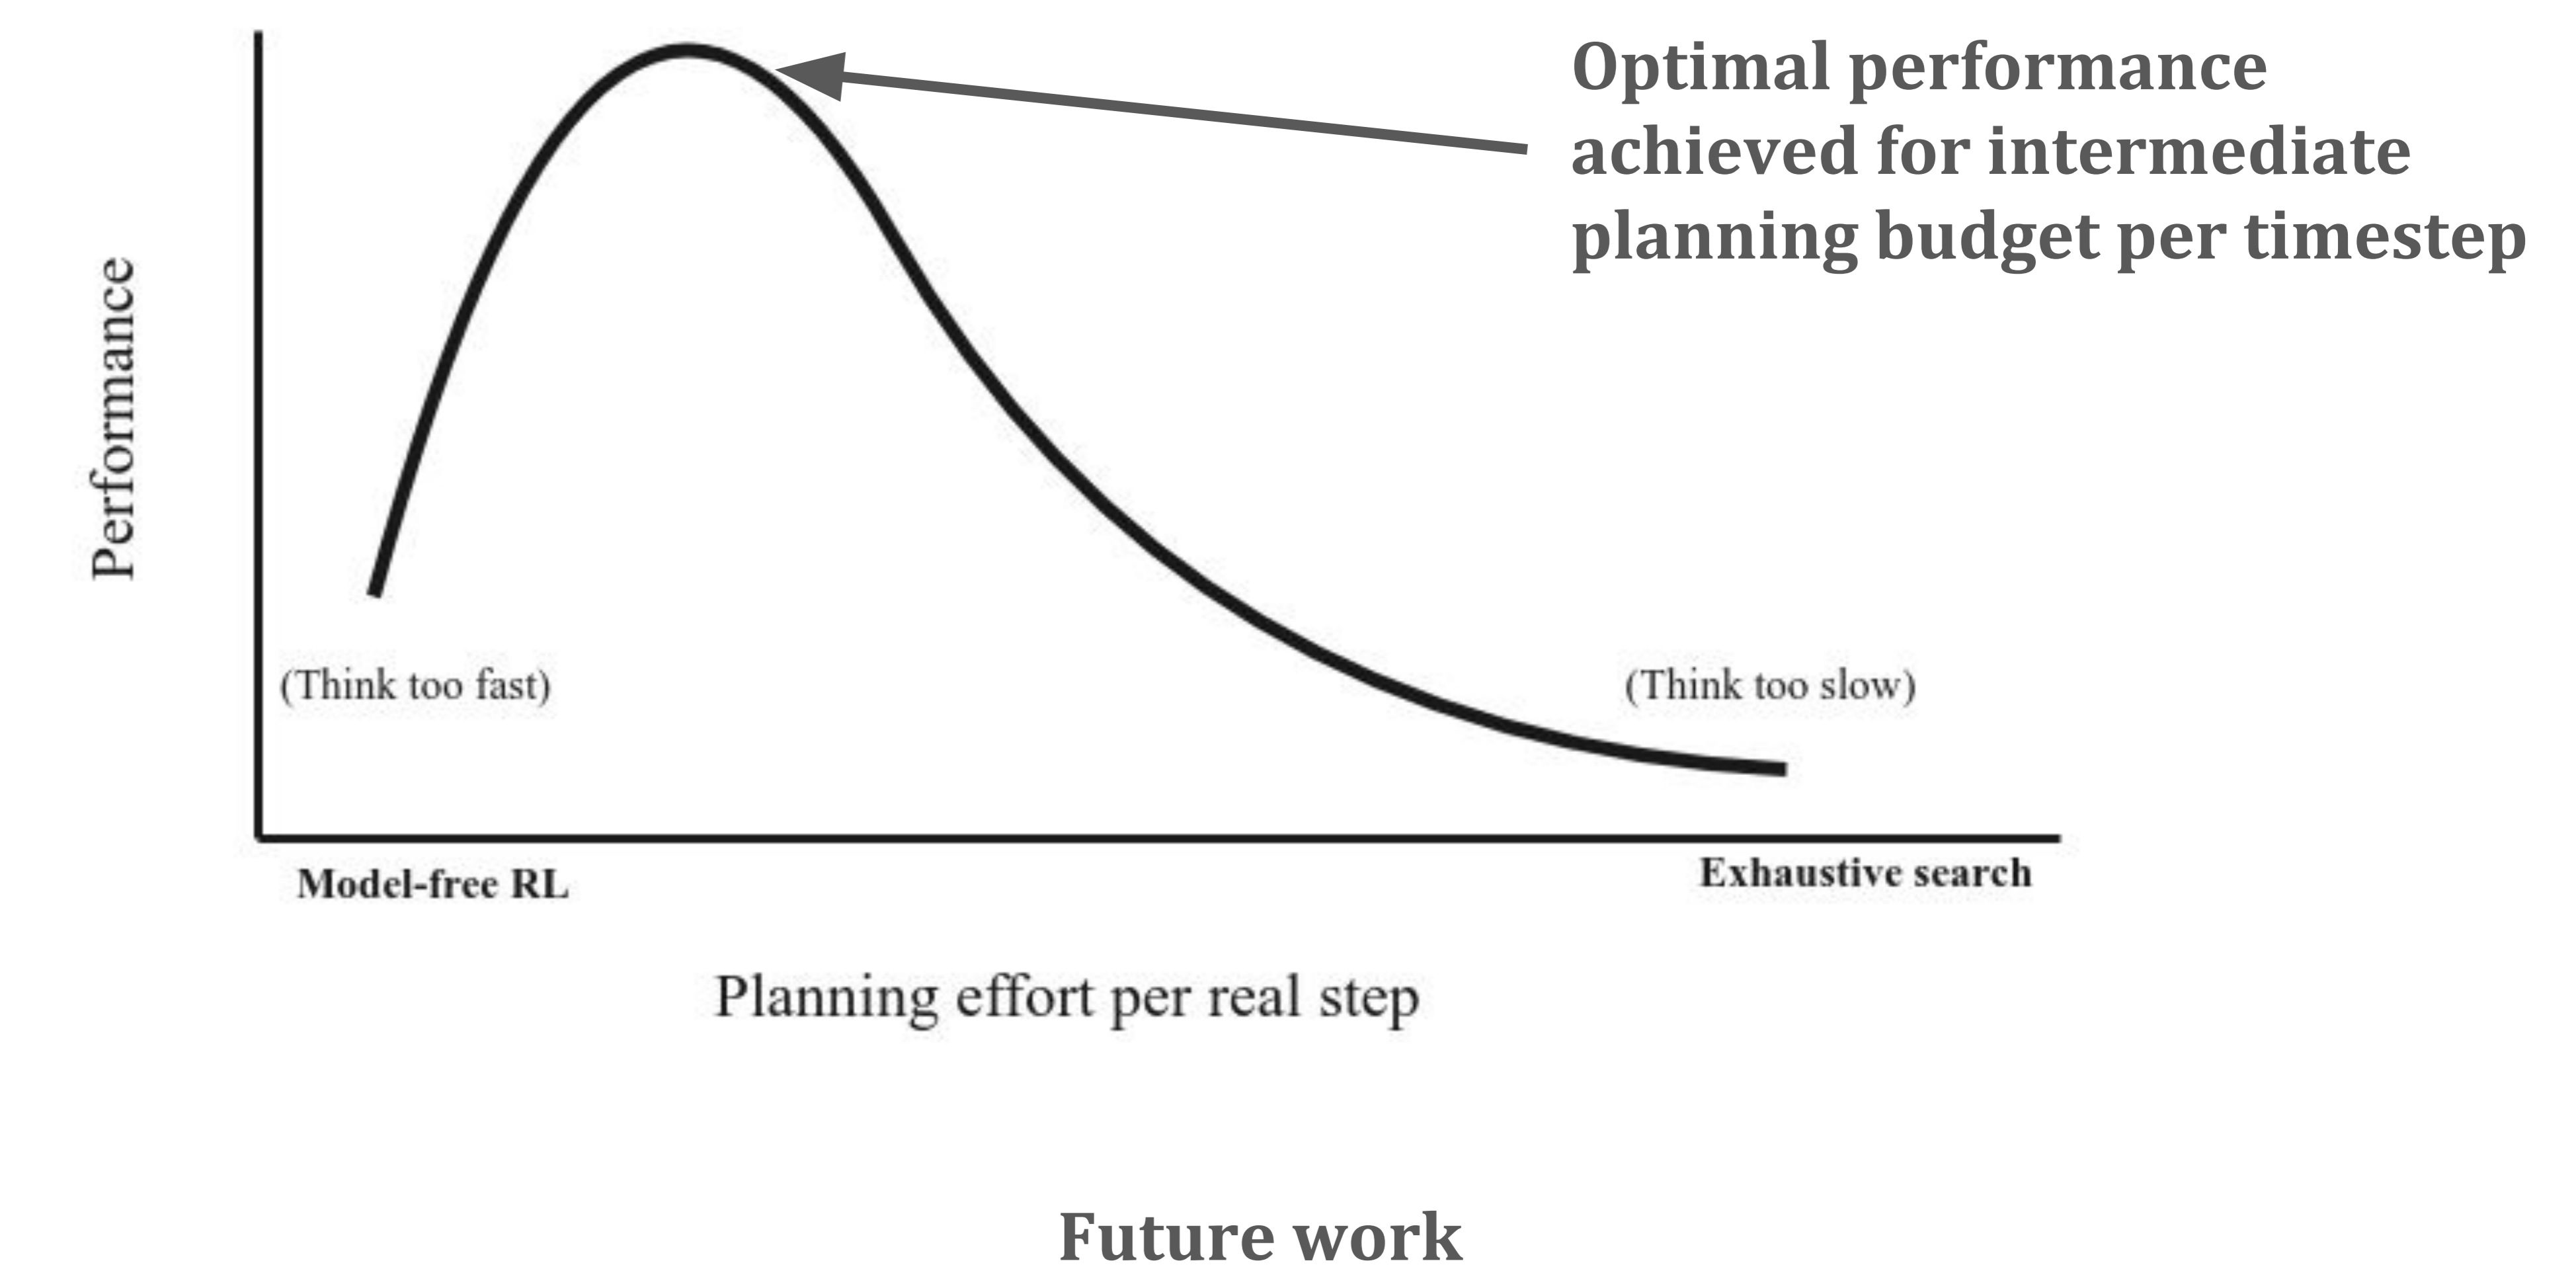 Optimal performance
achieved for intermediate
planning budget per timestep
Performance
(Think too fast)
(Think too slow)
Model-free RL
Exhaustive search
Planning effort per real step
Future work